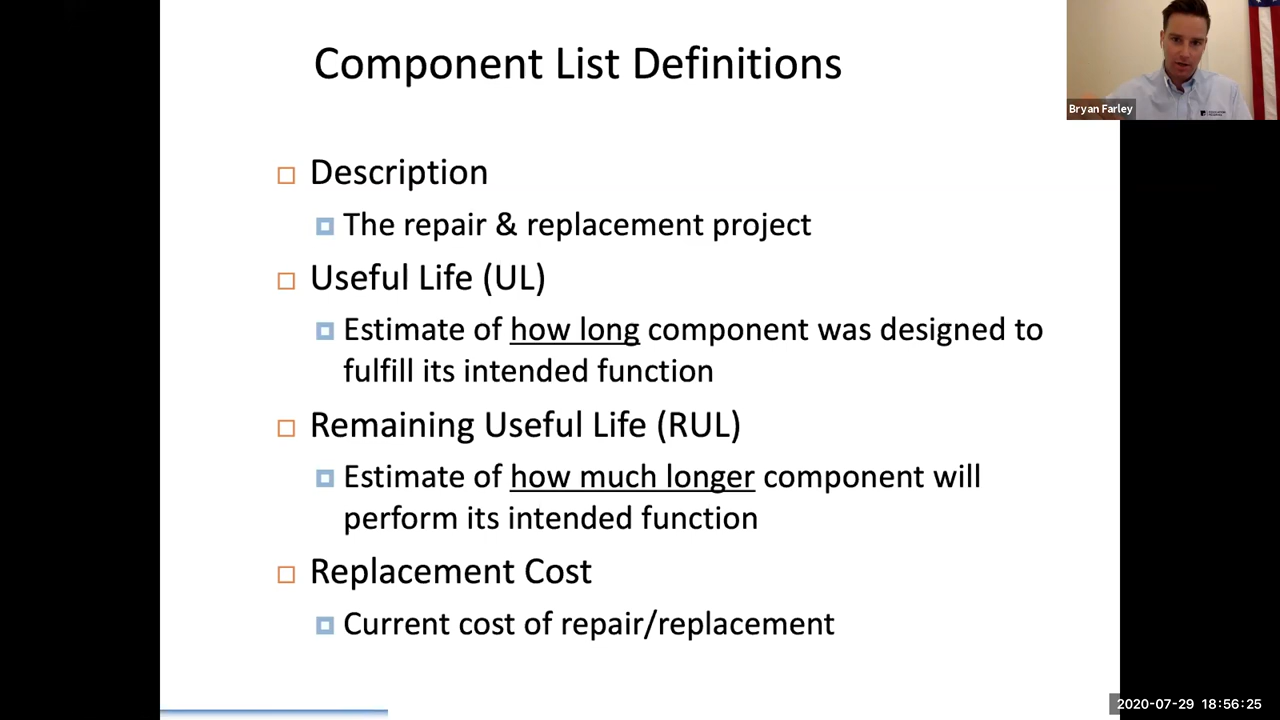 Component List Definitions
Bryan Farley
Description
The repair & replacement project
Useful Life (UL)
Estimate of how long component was designed to
fulfill its intended function
Remaining Useful Life (RUL)
Estimate of how much longer component will
perform its intended function
Replacement Cost
Current cost of repair/replacement
2020-07-29 18:56:25